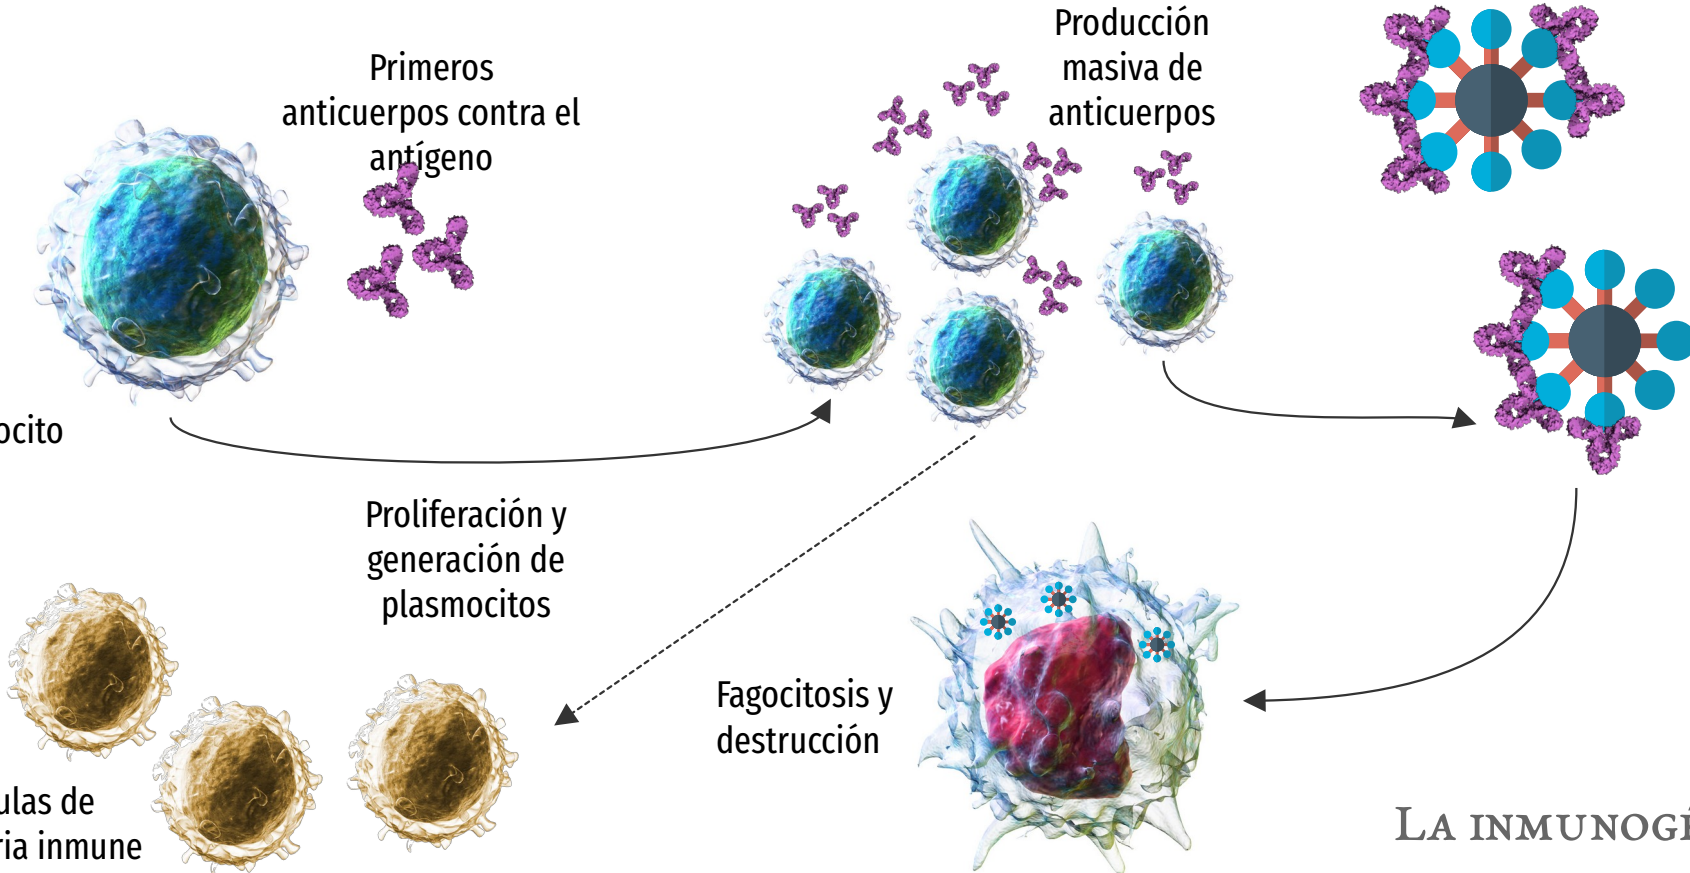 Primeros
anticuerpos contra el
antígeno
Producción
masiva de
anticuerpos
ocito
Proliferación y
generación de
plasmocitos
Fagocitosis y
destrucción
ulas de
ria inmune
LA INMUNOGÉ